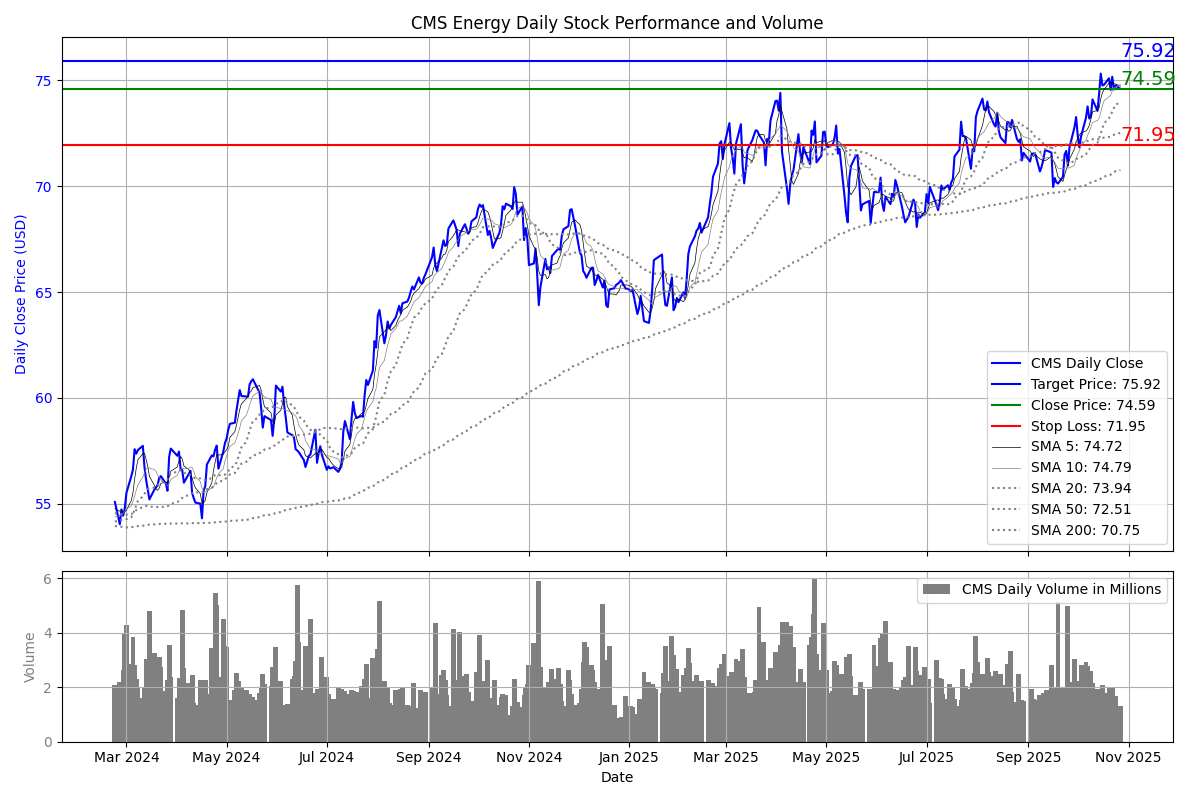 CMS Energy Daily Stock Performance and Volume
75.92
75
74.59
71.95
70
65
60
55
Daily Close Price (USD)
CMS Daily Close
Target Price: 75.92
Close Price: 74.59
Stop Loss: 71.95
SMA 5: 74.72
SMA 10: 74.79
SMA 20: 73.94
SMA 50: 72.51
SMA 200: 70.75
6
4
2
0
Volume
CMS Daily Volume in Millions
Mar 2024 May 2024 Jul 2024 Sep 2024 Nov 2024 Jan 2025 Mar 2025 May 2025 Jul 2025 Sep 2025 Nov 2025
Date